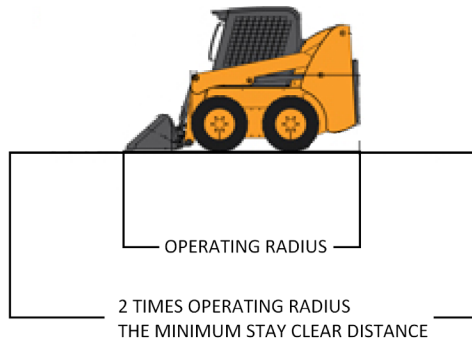 OPERATING RADIUS
2 TIMES OPERATING RADIUS
THE MINIMUM STAY CLEAR DISTANCE